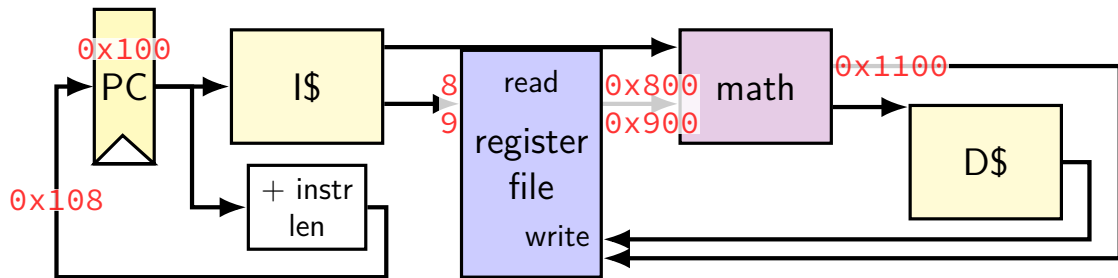 0x100
PC
I$
8
9
read
0x800
0x900
register
file
write
math
0x1100
D$
0x108
+ instr
len